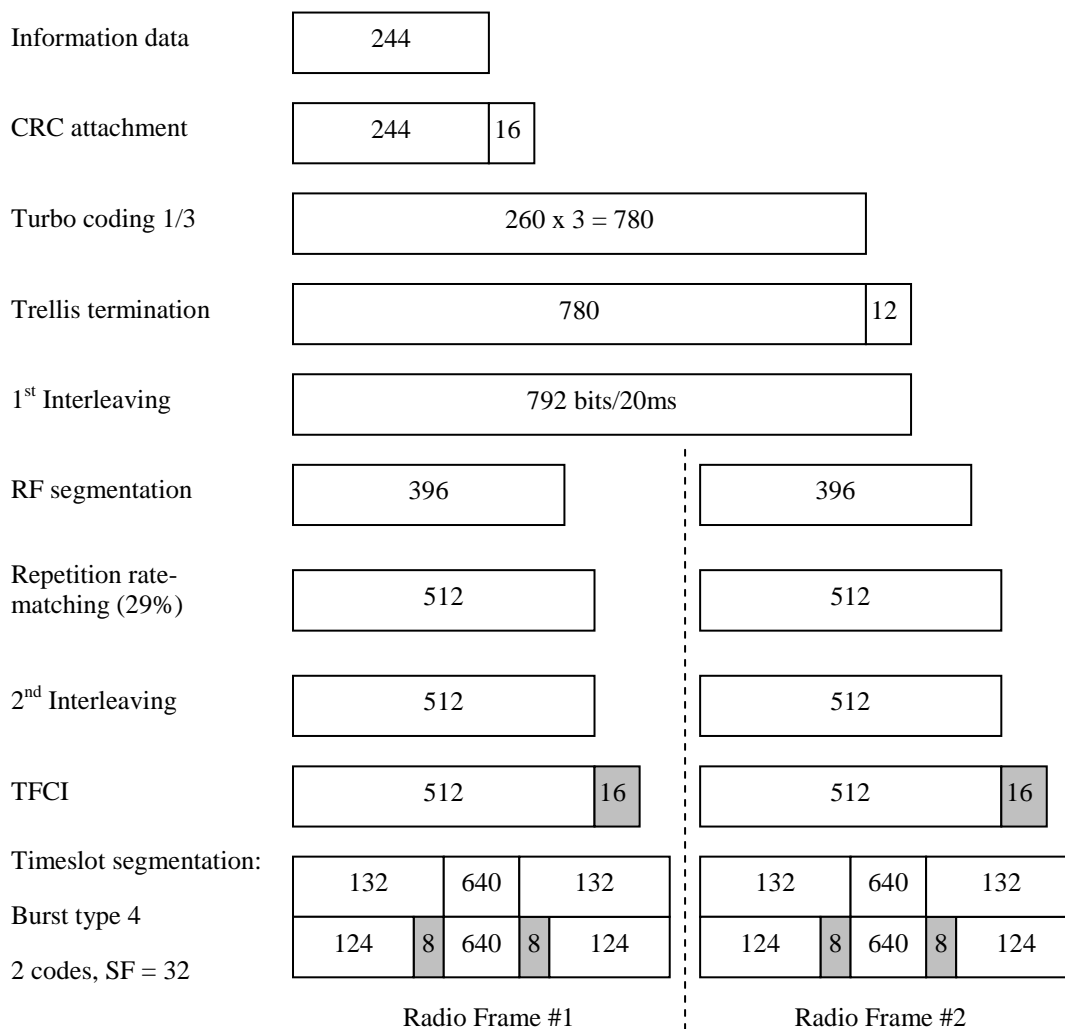 Information data
244
CRC attachment
244 16
Turbo coding 1/3
260 x 3 = 780
Trellis termination
780 12
1st Interleaving
792 bits/20ms
RF segmentation
396 396
Repetition rate-
matching (29%)
512 512
2nd Interleaving
512 512
TFCI
512 16 512 16
Timeslot segmentation:
132 640 132 132 640 132
Burst type 4
124 8 640 8 124 124 8 640 8 124
2 codes, SF = 32
Radio Frame #1 Radio Frame #2